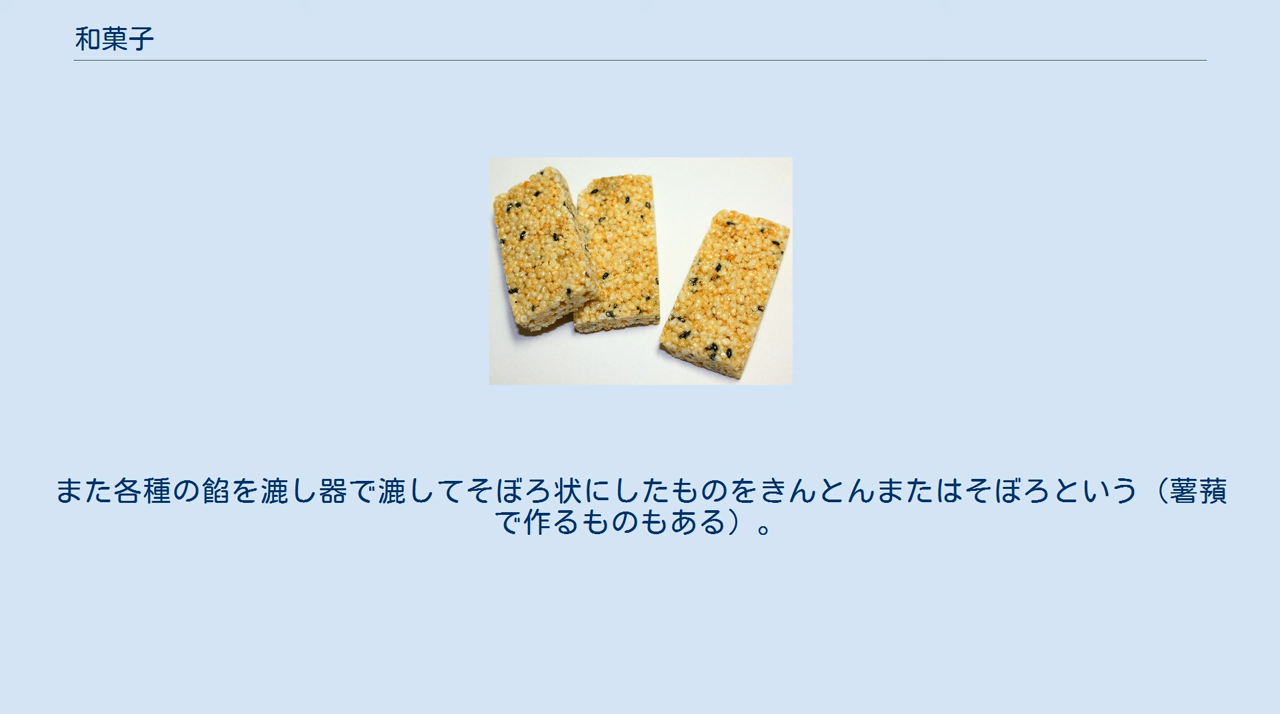 和菓子
また各種の餡を漉し器で漉してそぼろ状にしたものをきんとんまたはそぼろという（薯蕷
で作るものもある）。